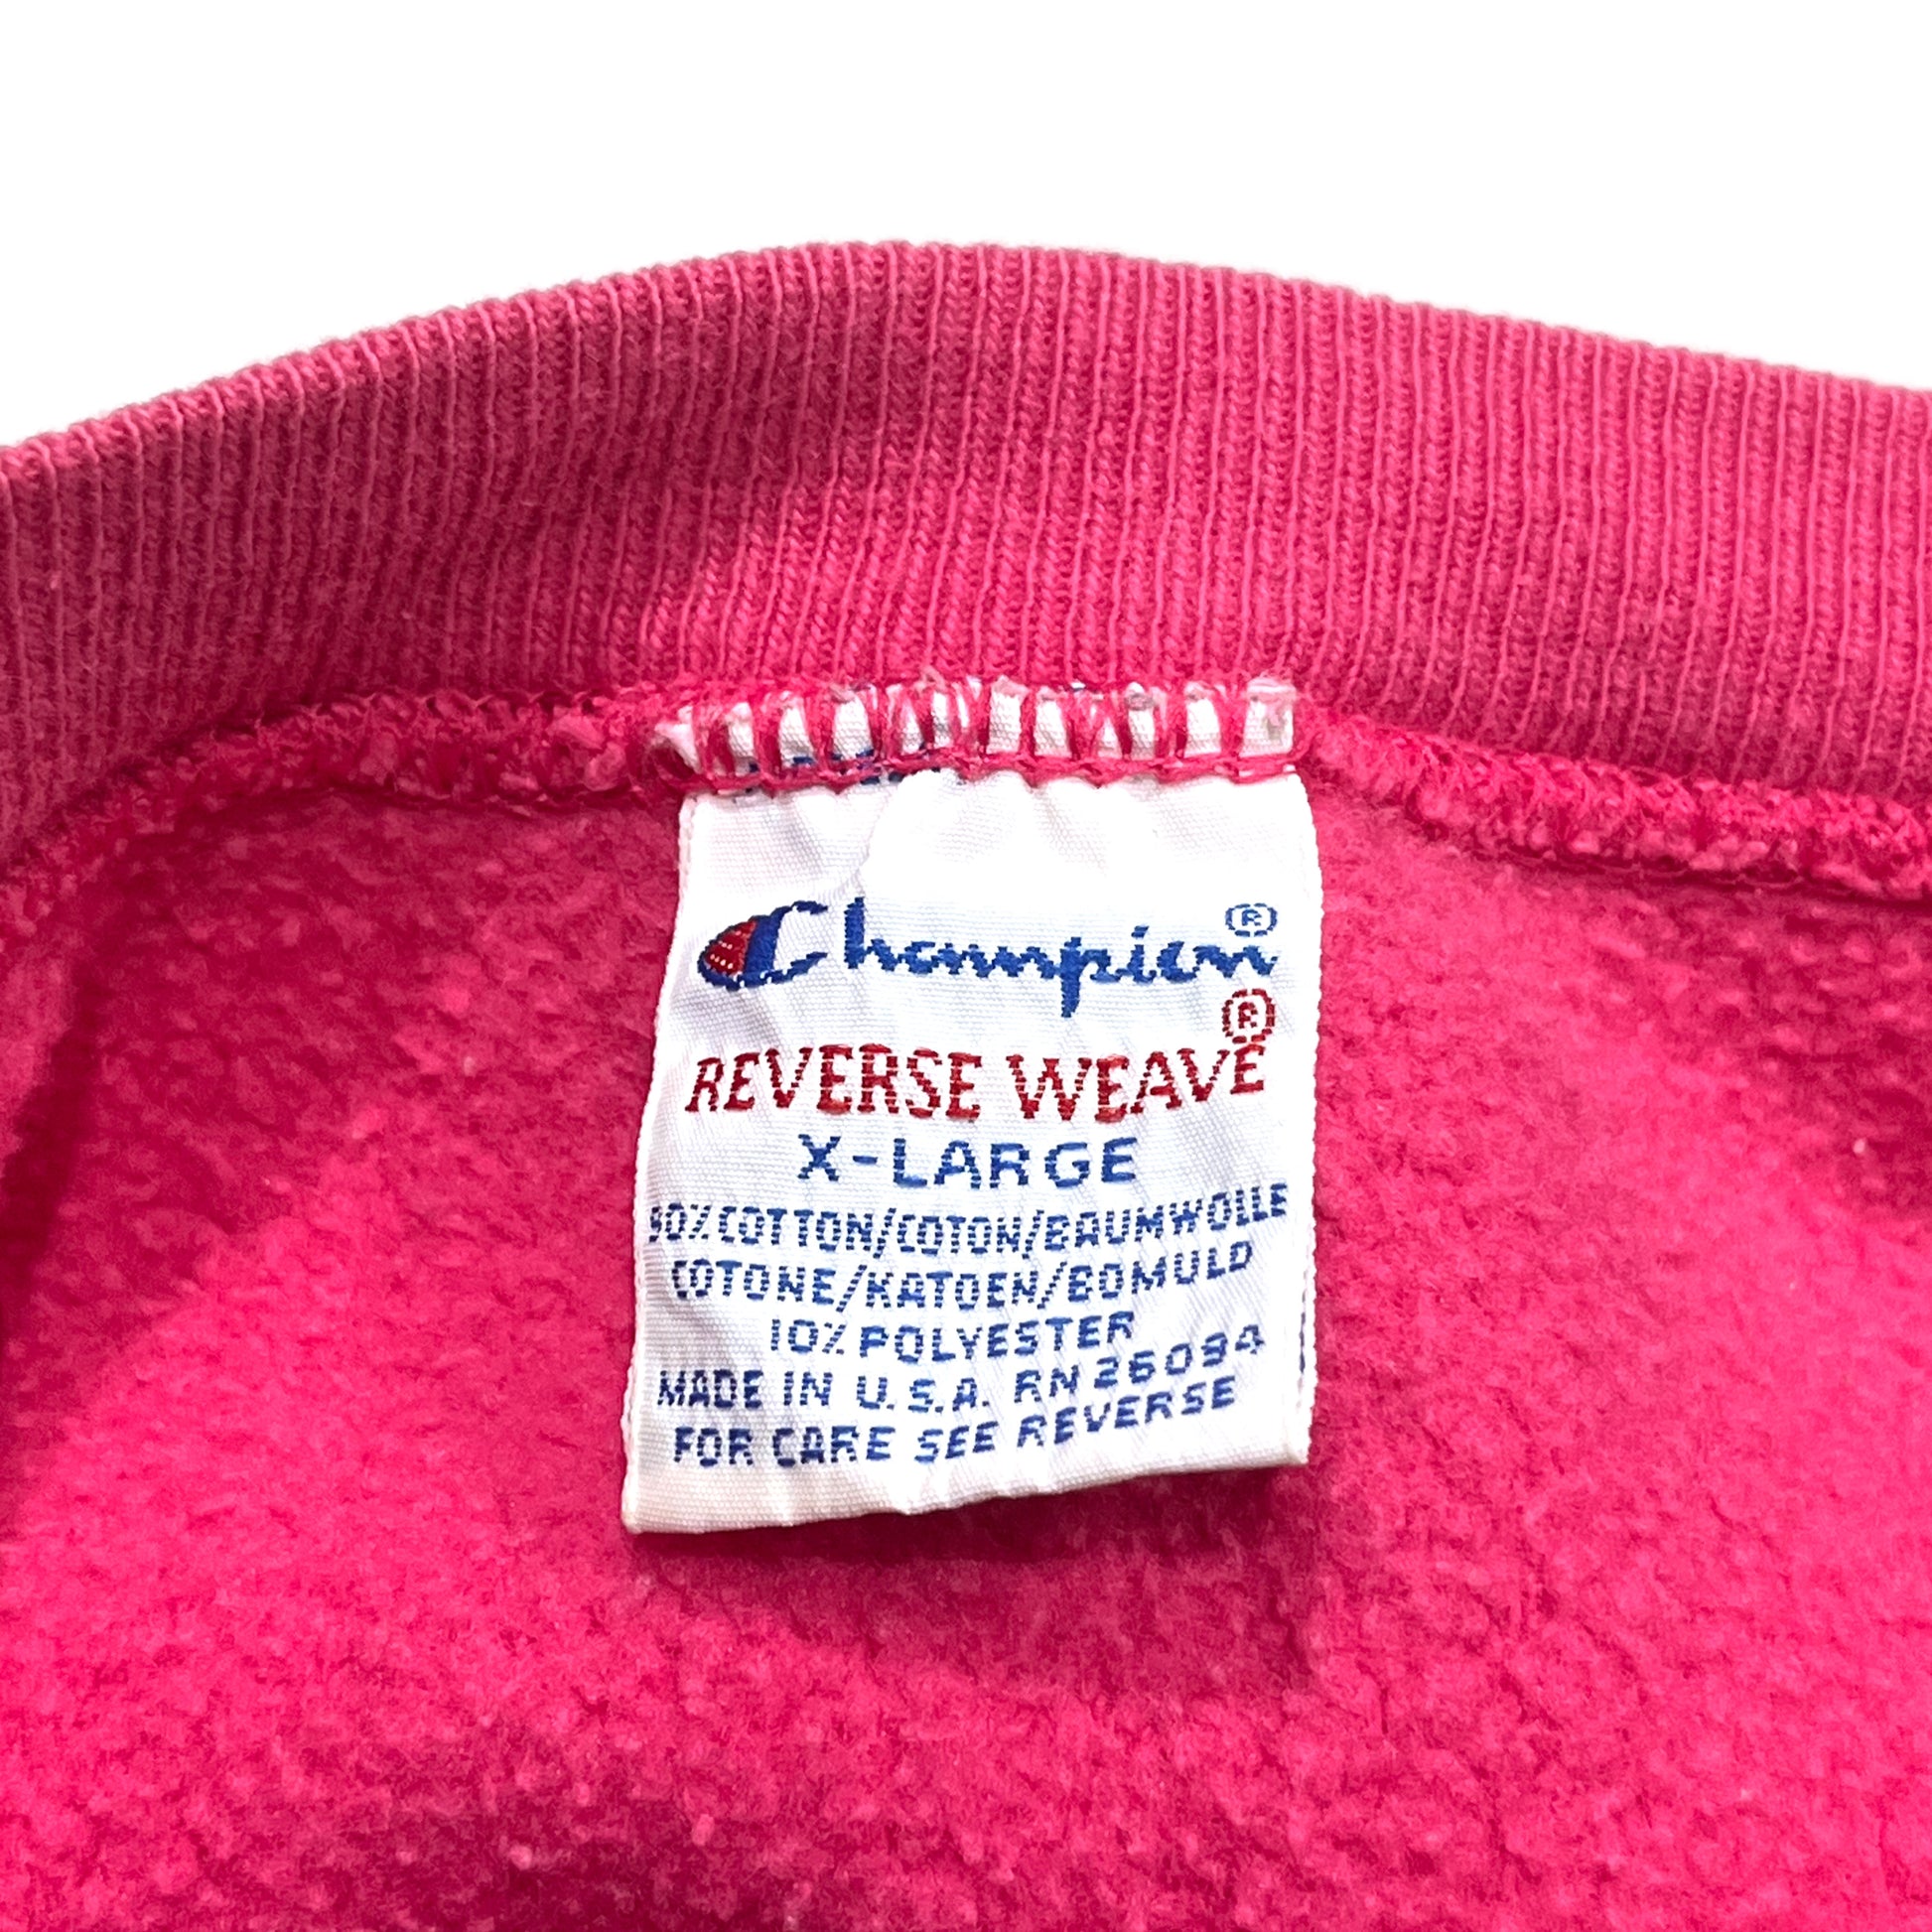 Champion®
REVERSE WEAVE®
X-LARGE
90% COTTON/COTON/BAUMWOLLE
COTONE/KATOEN/BOMULD
10% POLYESTER
MADE IN U.S.A. RN 26094
FOR CARE SEE REVERSE